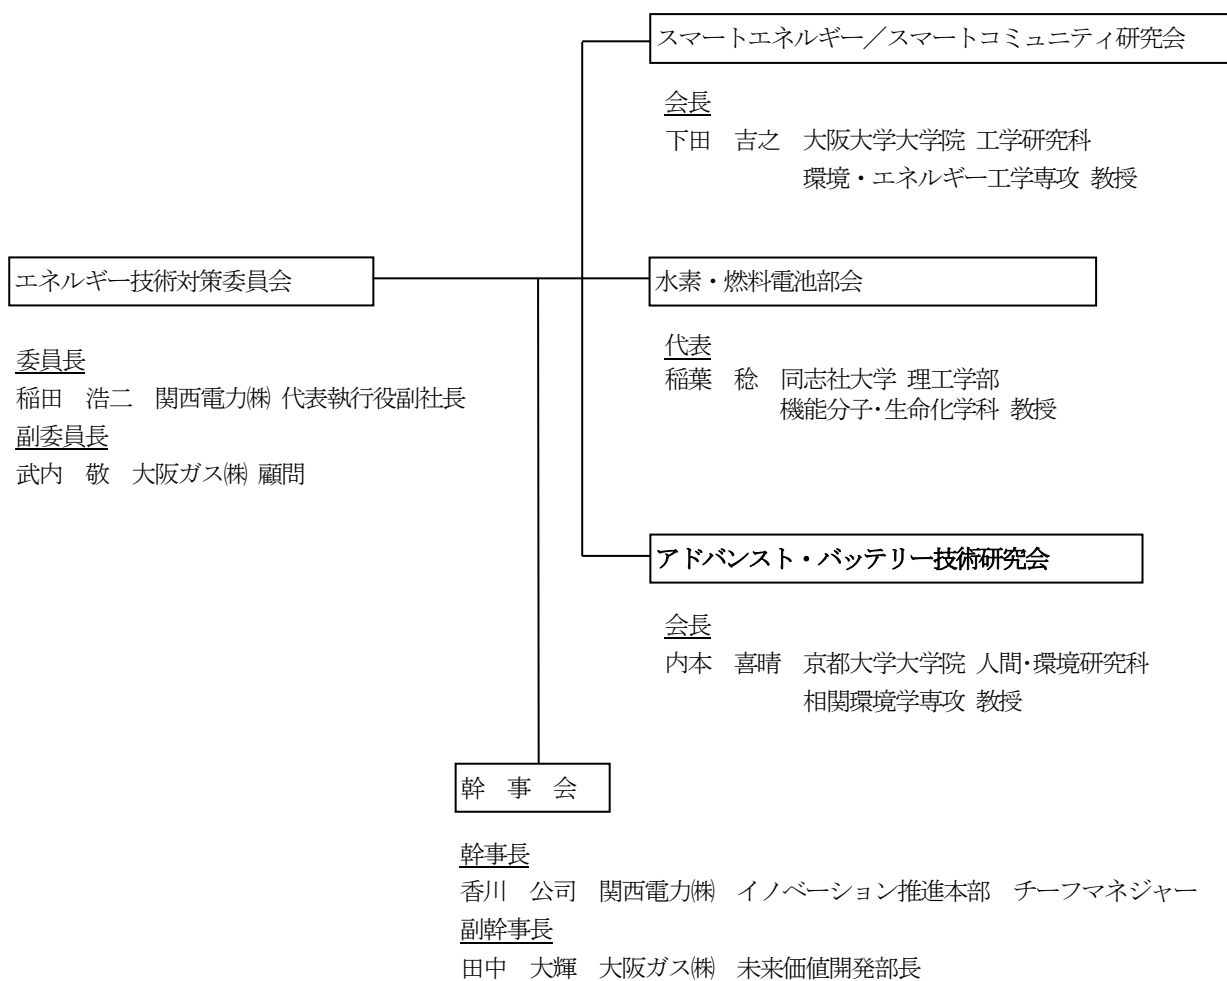 スマートエネルギー／スマートコミュニティ研究会
会長
下田　吉之　大阪大学大学院 工学研究科
環境・エネルギー工学専攻 教授
エネルギー技術対策委員会
委員長
稲田　浩二　関西電力㈱ 代表執行役副社長
副委員長
武内　敬　大阪ガス㈱ 顧問
水素・燃料電池部会
代表
稲葉　稔　同志社大学 理工学部
機能分子・生命化学科 教授
アドバンスト・バッテリー技術研究会
会長
内本　喜晴　京都大学大学院 人間・環境研究科
相関環境学専攻 教授
幹　事　会
幹事長
香川　公司　関西電力㈱　イノベーション推進本部　チーフマネジャー
副幹事長
田中　大輝　大阪ガス㈱　未来価値開発部長